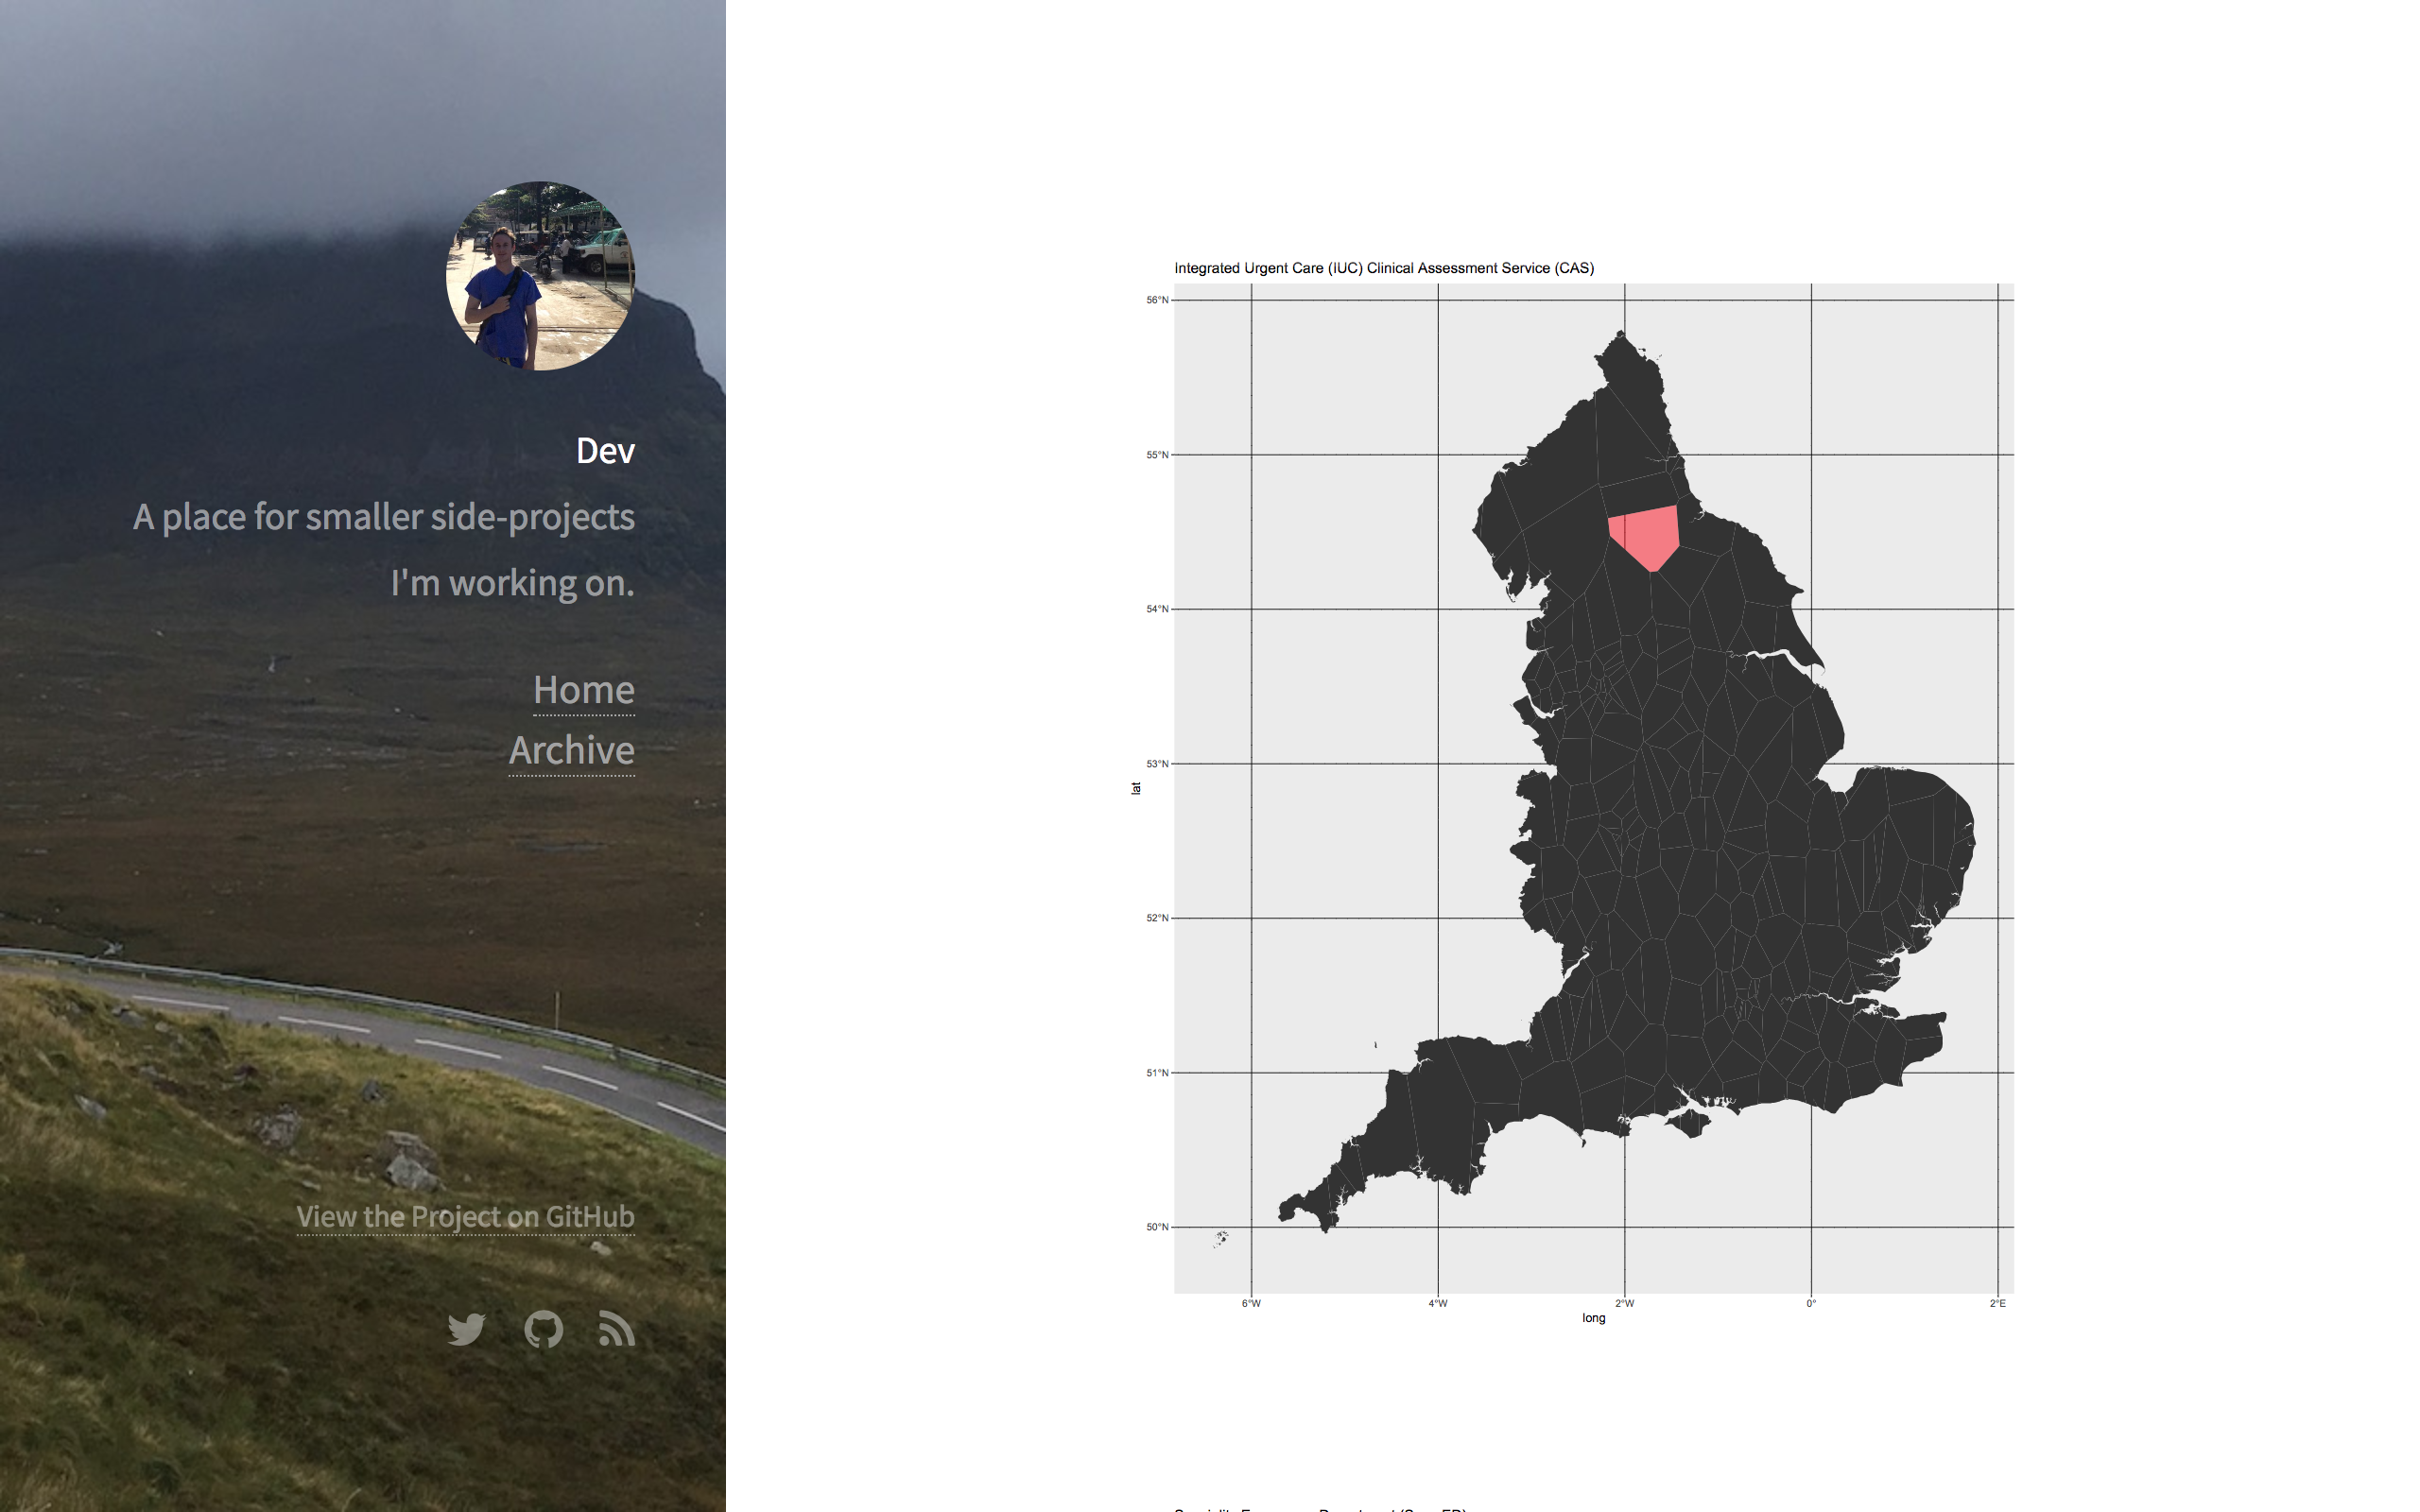 Dev
A place for smaller side-projects
I'm working on.
Home
Archive
View the Project on GitHub
Integrated Urgent Care (IUC) Clinical Assessment Service (CAS)
56°N
55°N
54°N
53°N
lat
52°N
51°N
50°N
6°W 4°W 2°W 0° 2°E
long